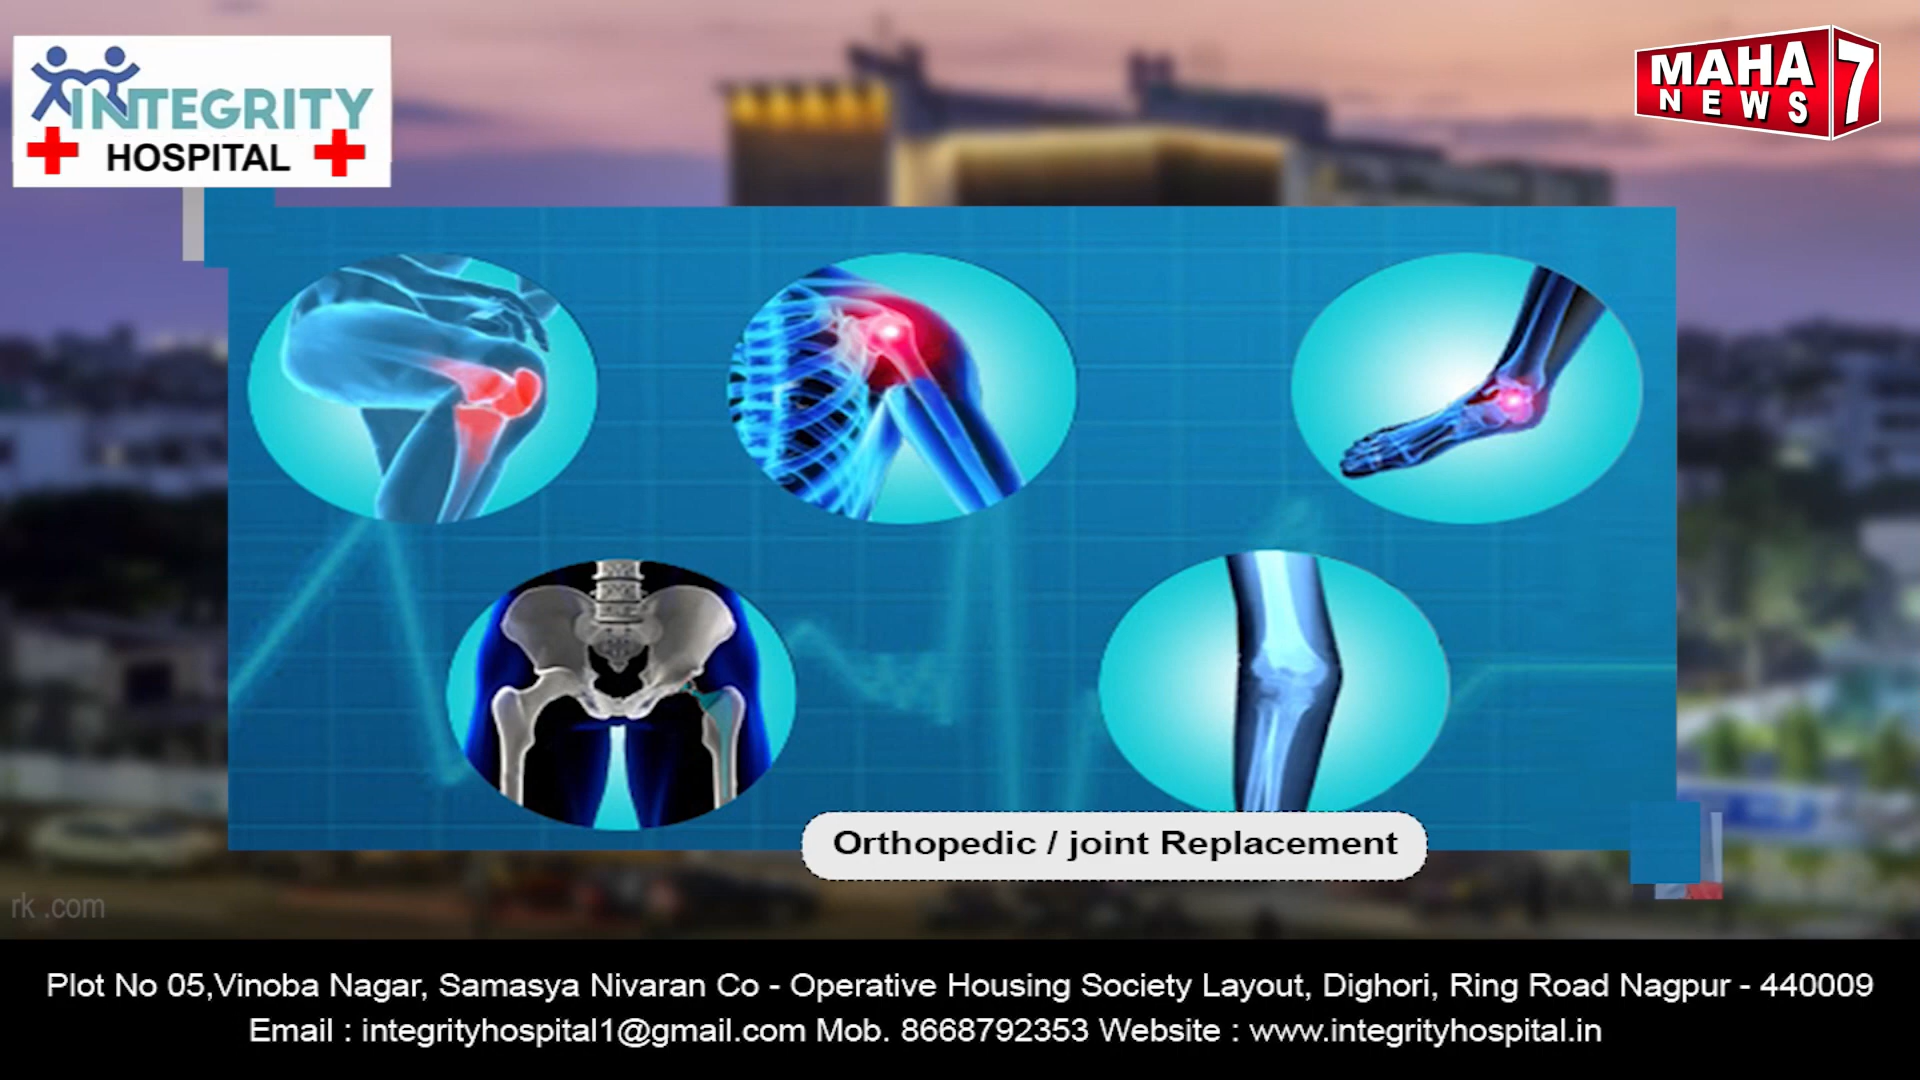 INTEGRITY
HOSPITAL
MAHA
NEWS
7
Orthopedic / joint Replacement
rk .com
Plot No 05,Vinoba Nagar, Samasya Nivaran Co - Operative Housing Society Layout, Dighori, Ring Road Nagpur - 440009
Email : integrityhospital1@gmail.com Mob. 8668792353 Website : www.integrityhospital.in